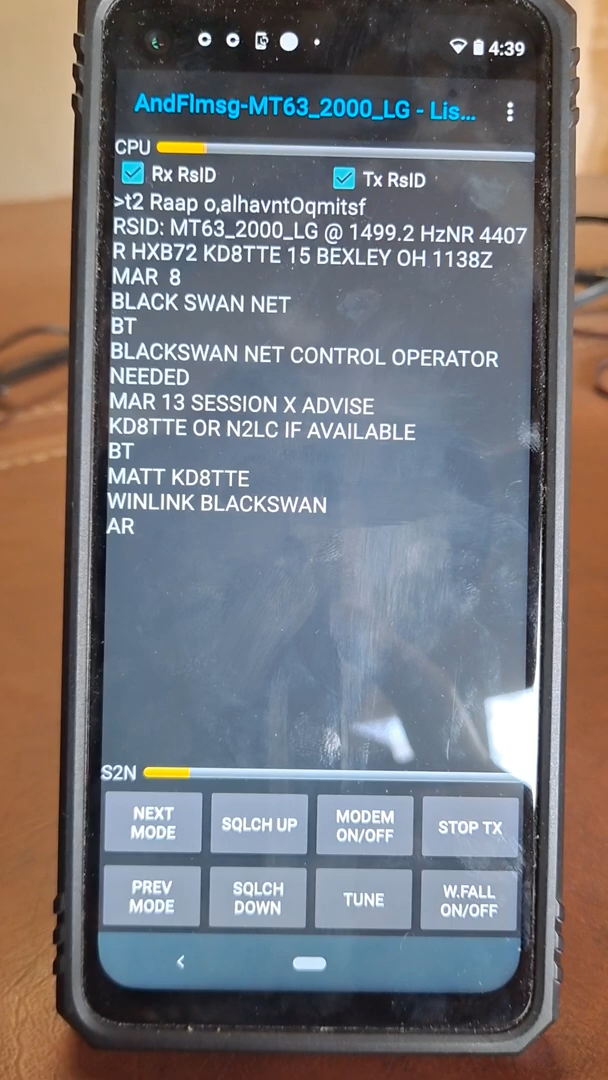 4:39
AndFlmsg-MT63_2000_LG - Lis...
CPU
Rx RsID
Tx RsID
>t2 Raap o,alhavntOqmitsf
RSID: MT63_2000_LG @ 1499.2 HzNR 4407
R HXB72 KD8TTE 15 BEXLEY OH 1138Z
MAR 8
BLACK SWAN NET
BT
BLACKSWAN NET CONTROL OPERATOR
NEEDED
MAR 13 SESSION X ADVISE
KD8TTE OR N2LC IF AVAILABLE
BT
MATT KD8TTE
WINLINK BLACKSWAN
AR
S2N
NEXT MODE
SQLCH UP
MODEM ON/OFF
STOP TX
PREV MODE
SQLCH DOWN
TUNE
W.FALL ON/OFF